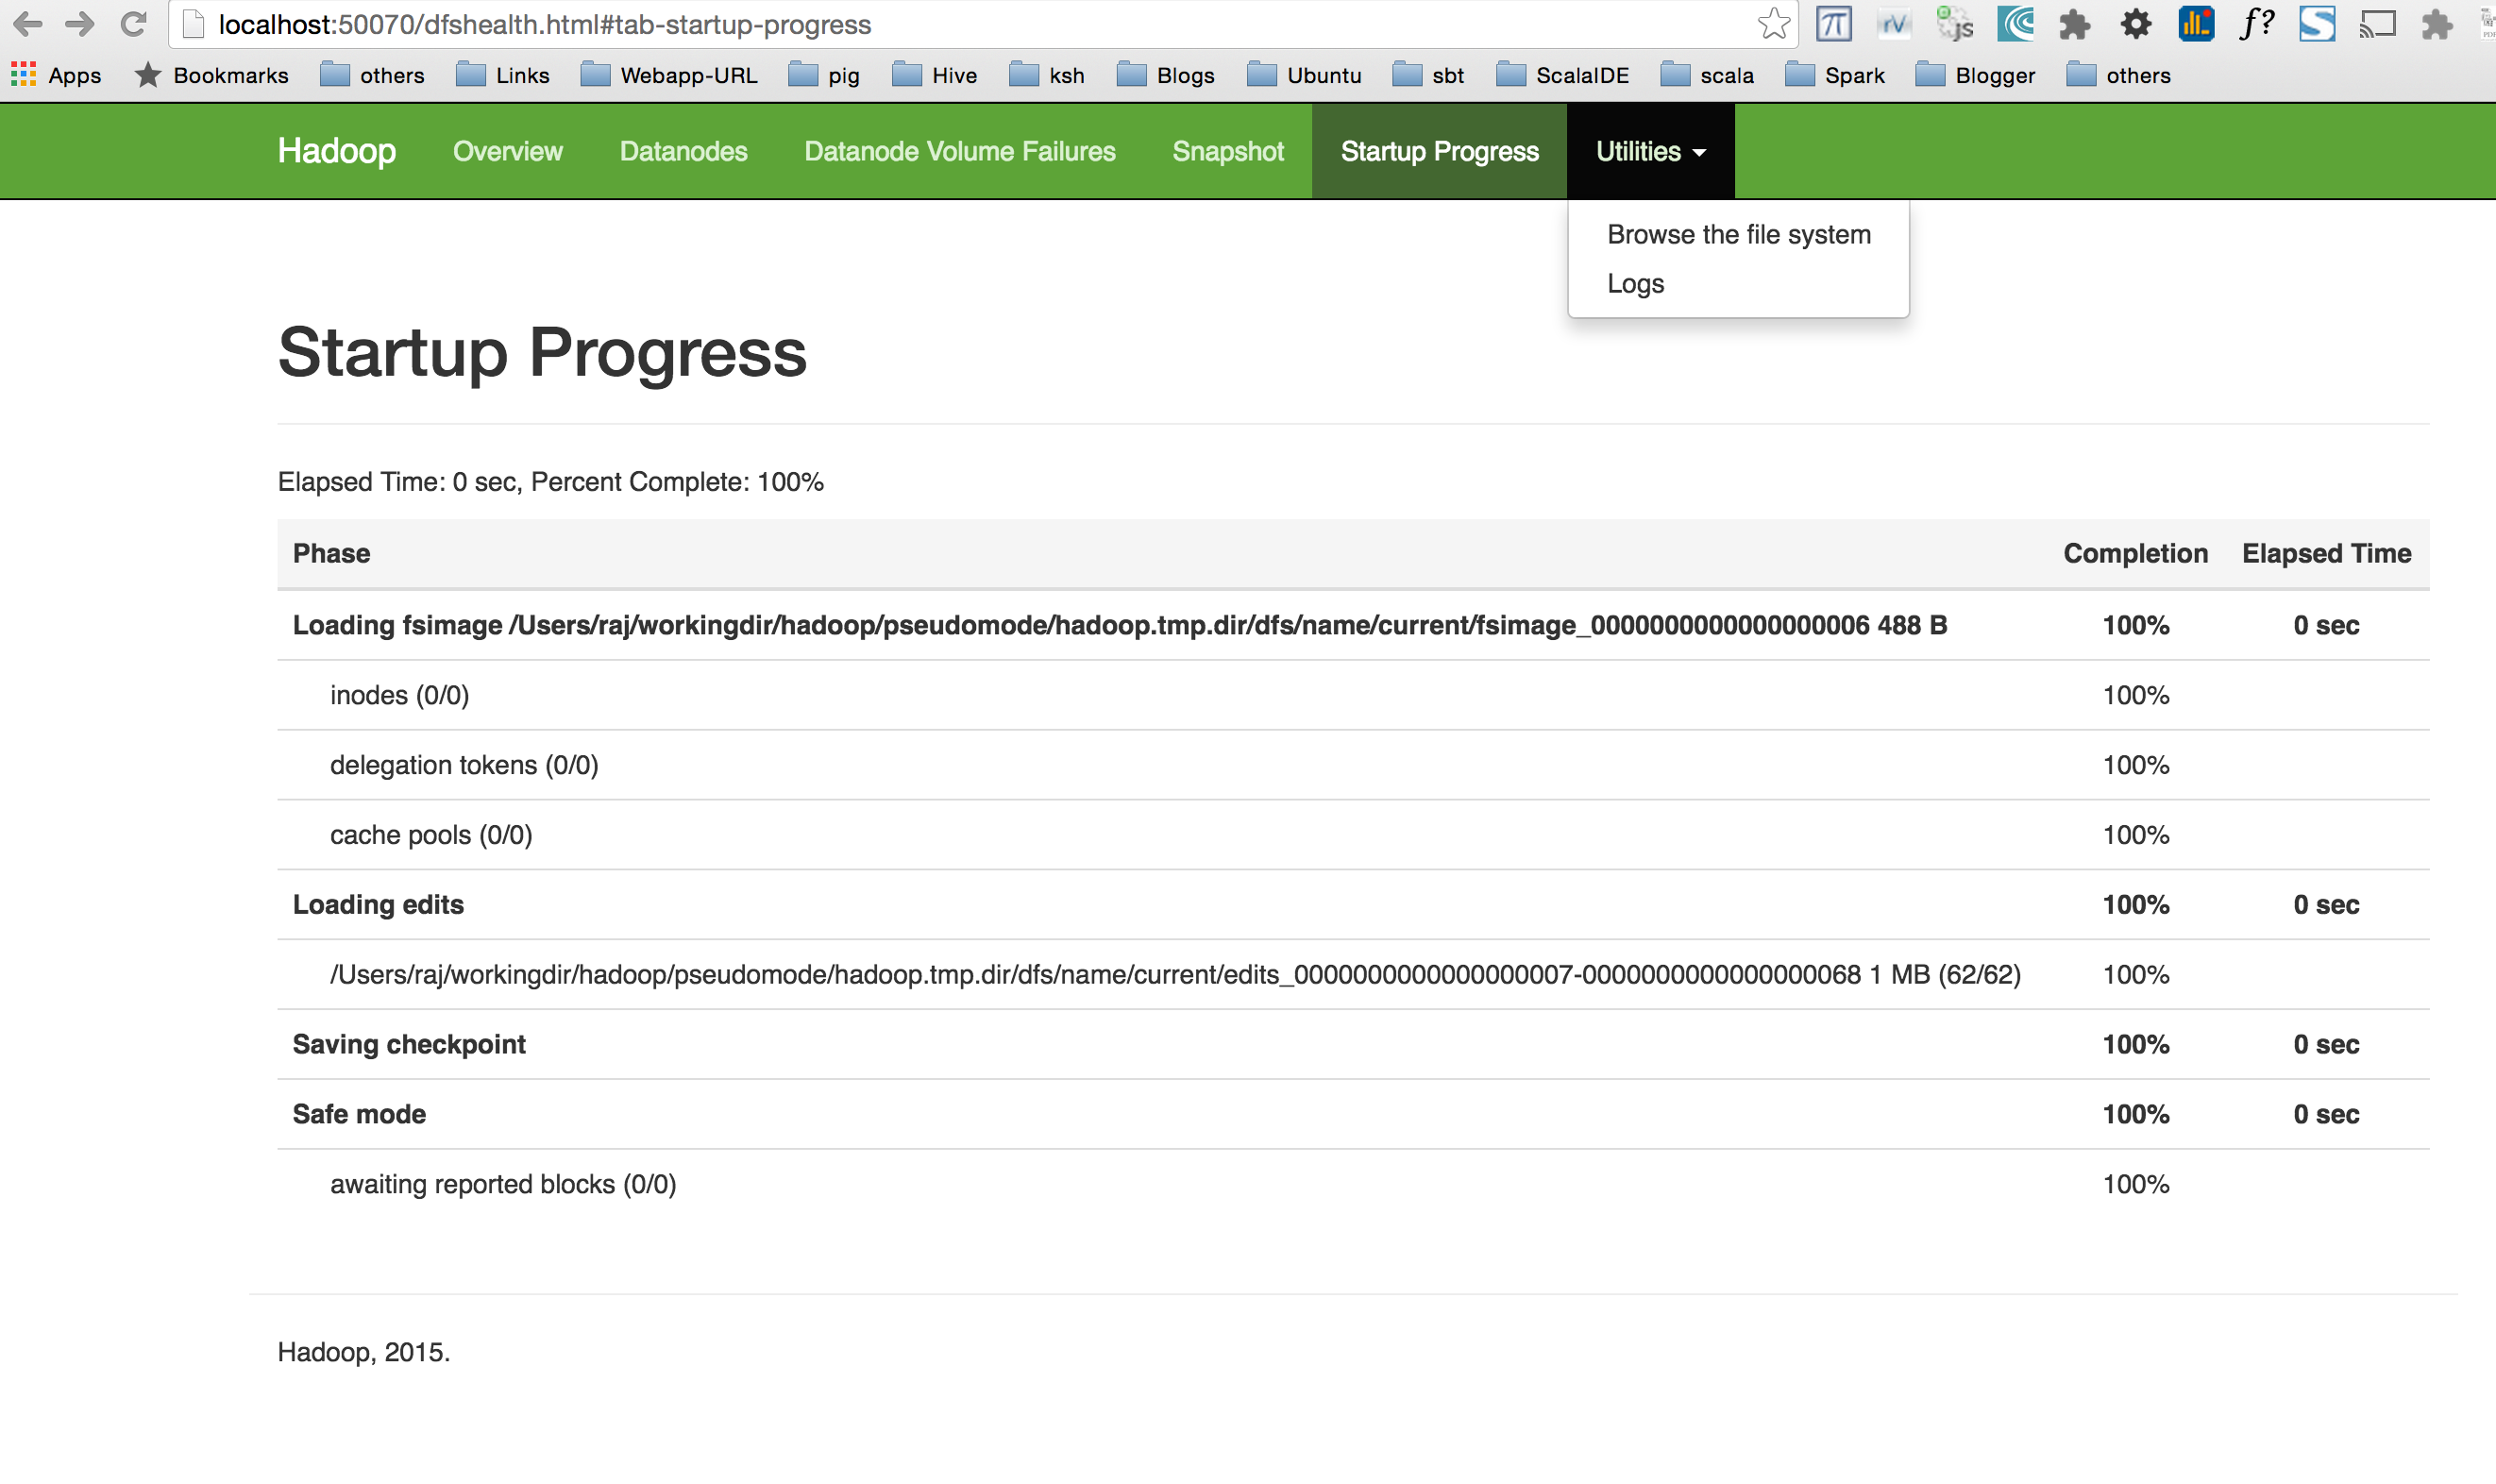 localhost:50070/dfshealth.html#tab-startup-progress
π rV js f? S
Apps Bookmarks others Links Webapp-URL pig Hive ksh Blogs Ubuntu sbt ScalaIDE scala Spark Blogger others
Hadoop Overview Datanodes Datanode Volume Failures Snapshot Startup Progress Utilities
Browse the file system
Logs
Startup Progress
Elapsed Time: 0 sec, Percent Complete: 100%
Phase Completion Elapsed Time
Loading fsimage /Users/raj/workingdir/hadoop/pseudomode/hadoop.tmp.dir/dfs/name/current/fsimage_0000000000000000006 488 B 100% 0 sec
inodes (0/0) 100%
delegation tokens (0/0) 100%
cache pools (0/0) 100%
Loading edits 100% 0 sec
/Users/raj/workingdir/hadoop/pseudomode/hadoop.tmp.dir/dfs/name/current/edits_0000000000000000007-0000000000000000068 1 MB (62/62) 100%
Saving checkpoint 100% 0 sec
Safe mode 100% 0 sec
awaiting reported blocks (0/0) 100%
Hadoop, 2015.